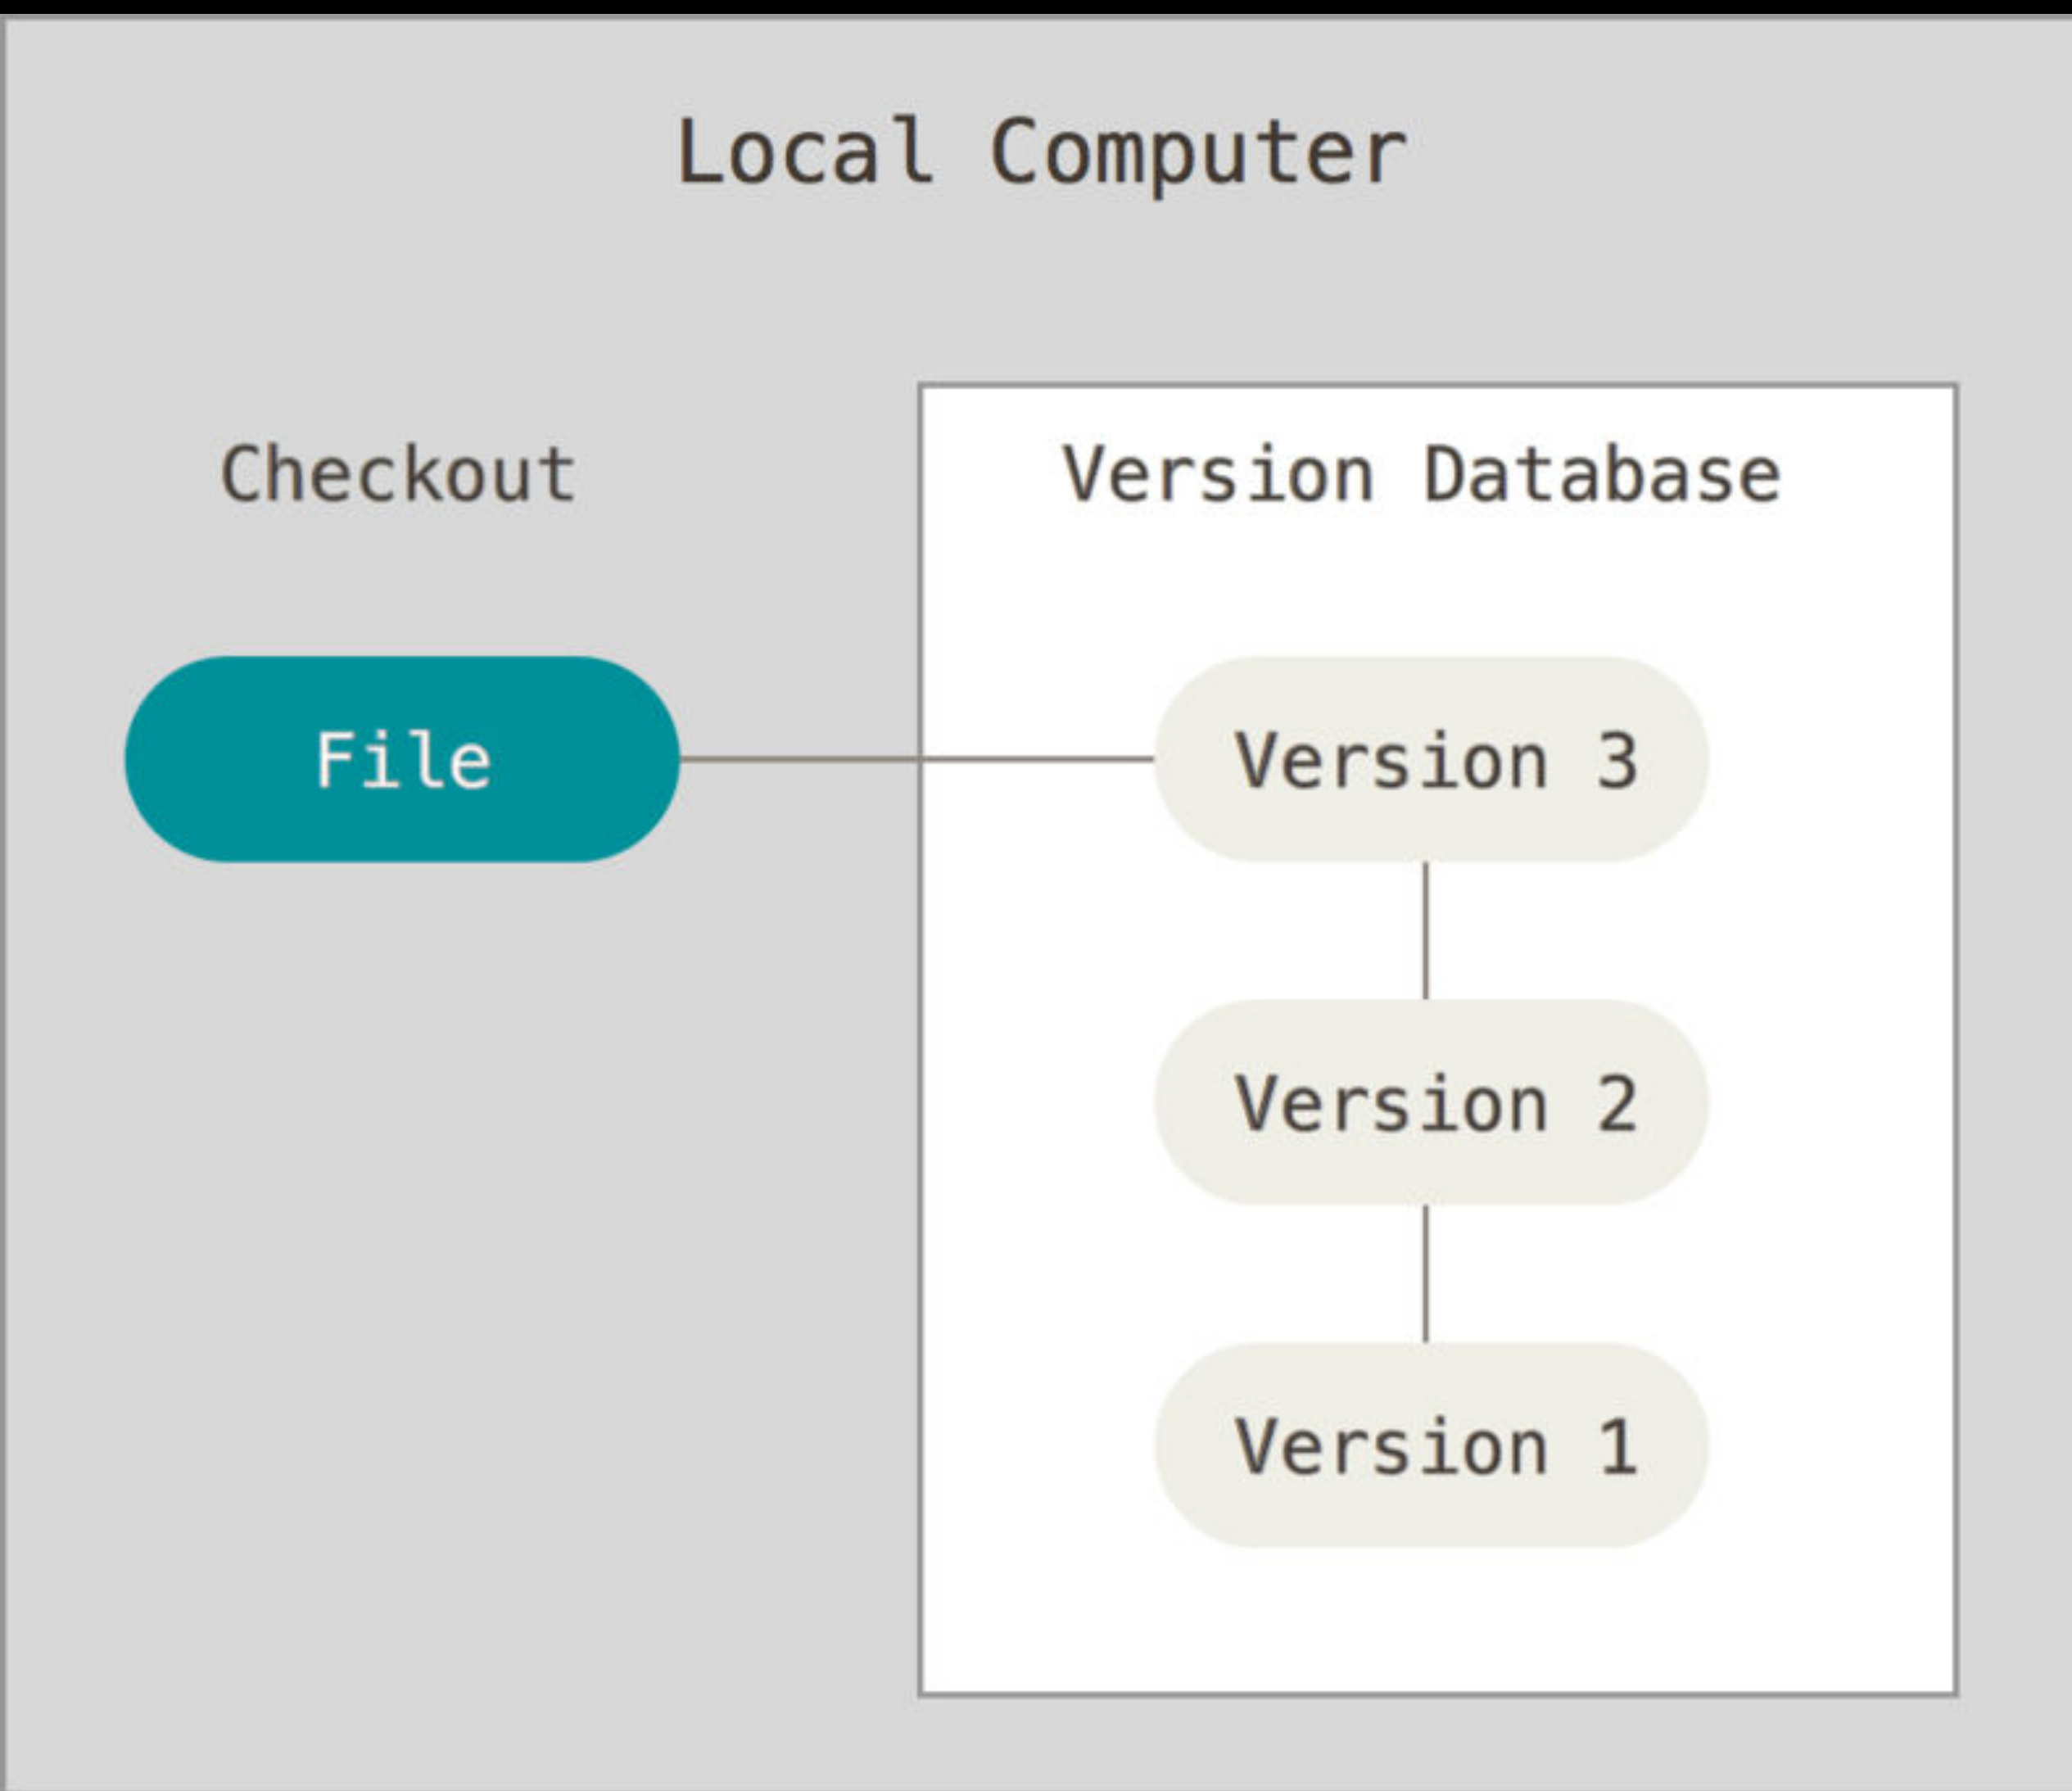 Local Computer
Checkout
Version Database
File
Version 3
Version 2
Version 1